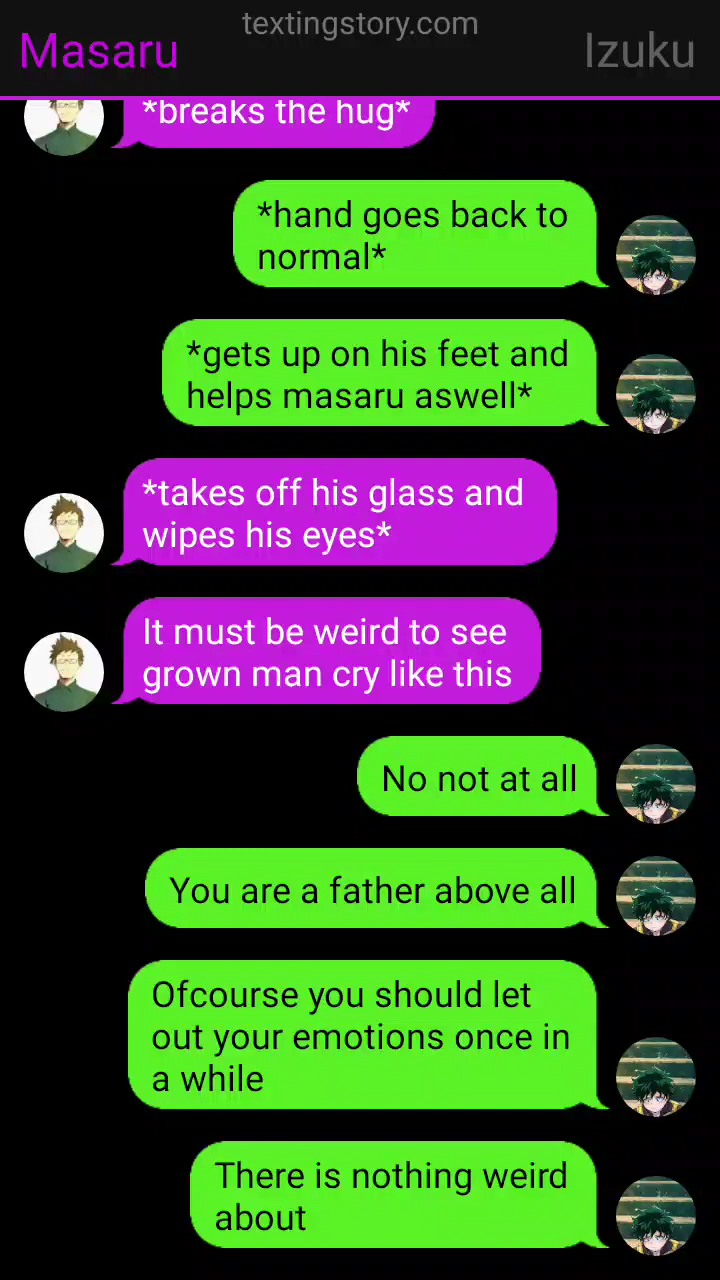 textingstory.com
Masaru
Izuku
*breaks the hug*
*hand goes back to
normal*
*gets up on his feet and
helps masaru aswell*
*takes off his glass and
wipes his eyes*
It must be weird to see
grown man cry like this
No not at all
You are a father above all
Ofcourse you should let
out your emotions once in
a while
There is nothing weird
about